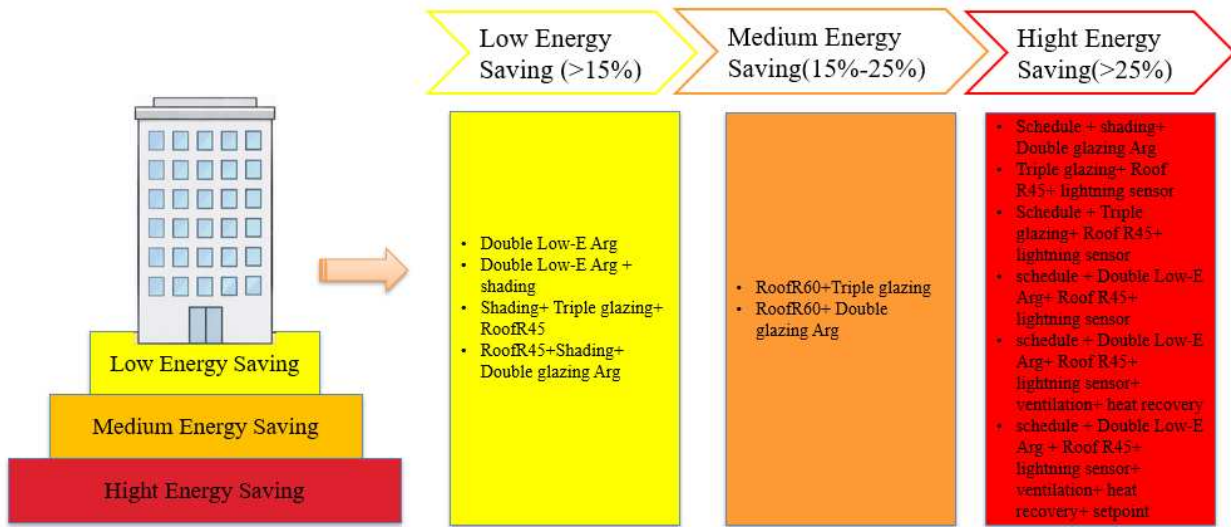 Low Energy
Saving (>15%)
Medium Energy
Saving(15%-25%)
Hight Energy
Saving(>25%)
Low Energy Saving
Medium Energy Saving
Hight Energy Saving
• Double Low-E Arg
• Double Low-E Arg +
shading
• Shading+ Triple glazing+
RoofR45
• RoofR45+Shading+
Double glazing Arg
• RoofR60+Triple glazing
• RoofR60+ Double
glazing Arg
• Schedule + shading+
Double glazing Arg
• Triple glazing+ Roof
R45+ lightning sensor
• Schedule + Triple
glazing+ Roof R45+
lightning sensor
• schedule + Double Low-E
Arg+ Roof R45+
lightning sensor
• schedule + Double Low-E
Arg+ Roof R45+
lightning sensor+
ventilation+ heat recovery
• schedule + Double Low-E
Arg + Roof R45+
lightning sensor+
ventilation+ heat
recovery+ setpoint